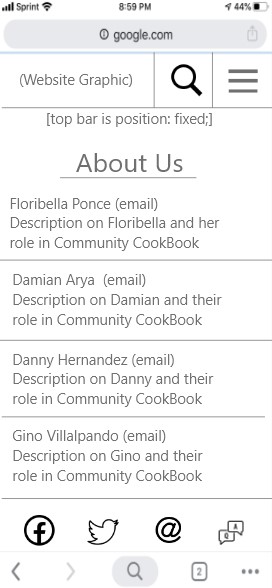 Sprint
8:59 PM
44%
google.com
(Website Graphic)
[top bar is position: fixed;]
About Us
Floribella Ponce (email)
Description on Floribella and her
role in Community CookBook
Damian Arya (email)
Description on Damian and their
role in Community CookBook
Danny Hernandez (email)
Description on Danny and their
role in Community CookBook
Gino Villalpando (email)
Description on Gino and their
role in Community CookBook
@
Q A
2